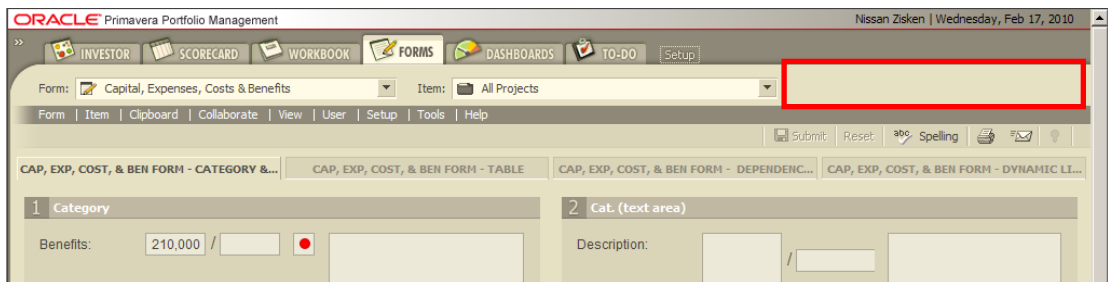 ORACLE Primavera Portfolio Management Nissan Zisken | Wednesday, Feb 17, 2010
» INVESTOR SCORECARD WORKBOOK FORMS DASHBOARDS TO-DO Setup
Form: Capital, Expenses, Costs & Benefits Item: All Projects
Form | Item | Clipboard | Collaborate | View | User | Setup | Tools | Help
Submit Reset abc Spelling
CAP, EXP, COST, & BEN FORM - CATEGORY &... CAP, EXP, COST, & BEN FORM - TABLE CAP, EXP, COST, & BEN FORM - DEPENDENC... CAP, EXP, COST, & BEN FORM - DYNAMIC LI...
1 Category 2 Cat. (text area)
Benefits: 210,000 / Description: /